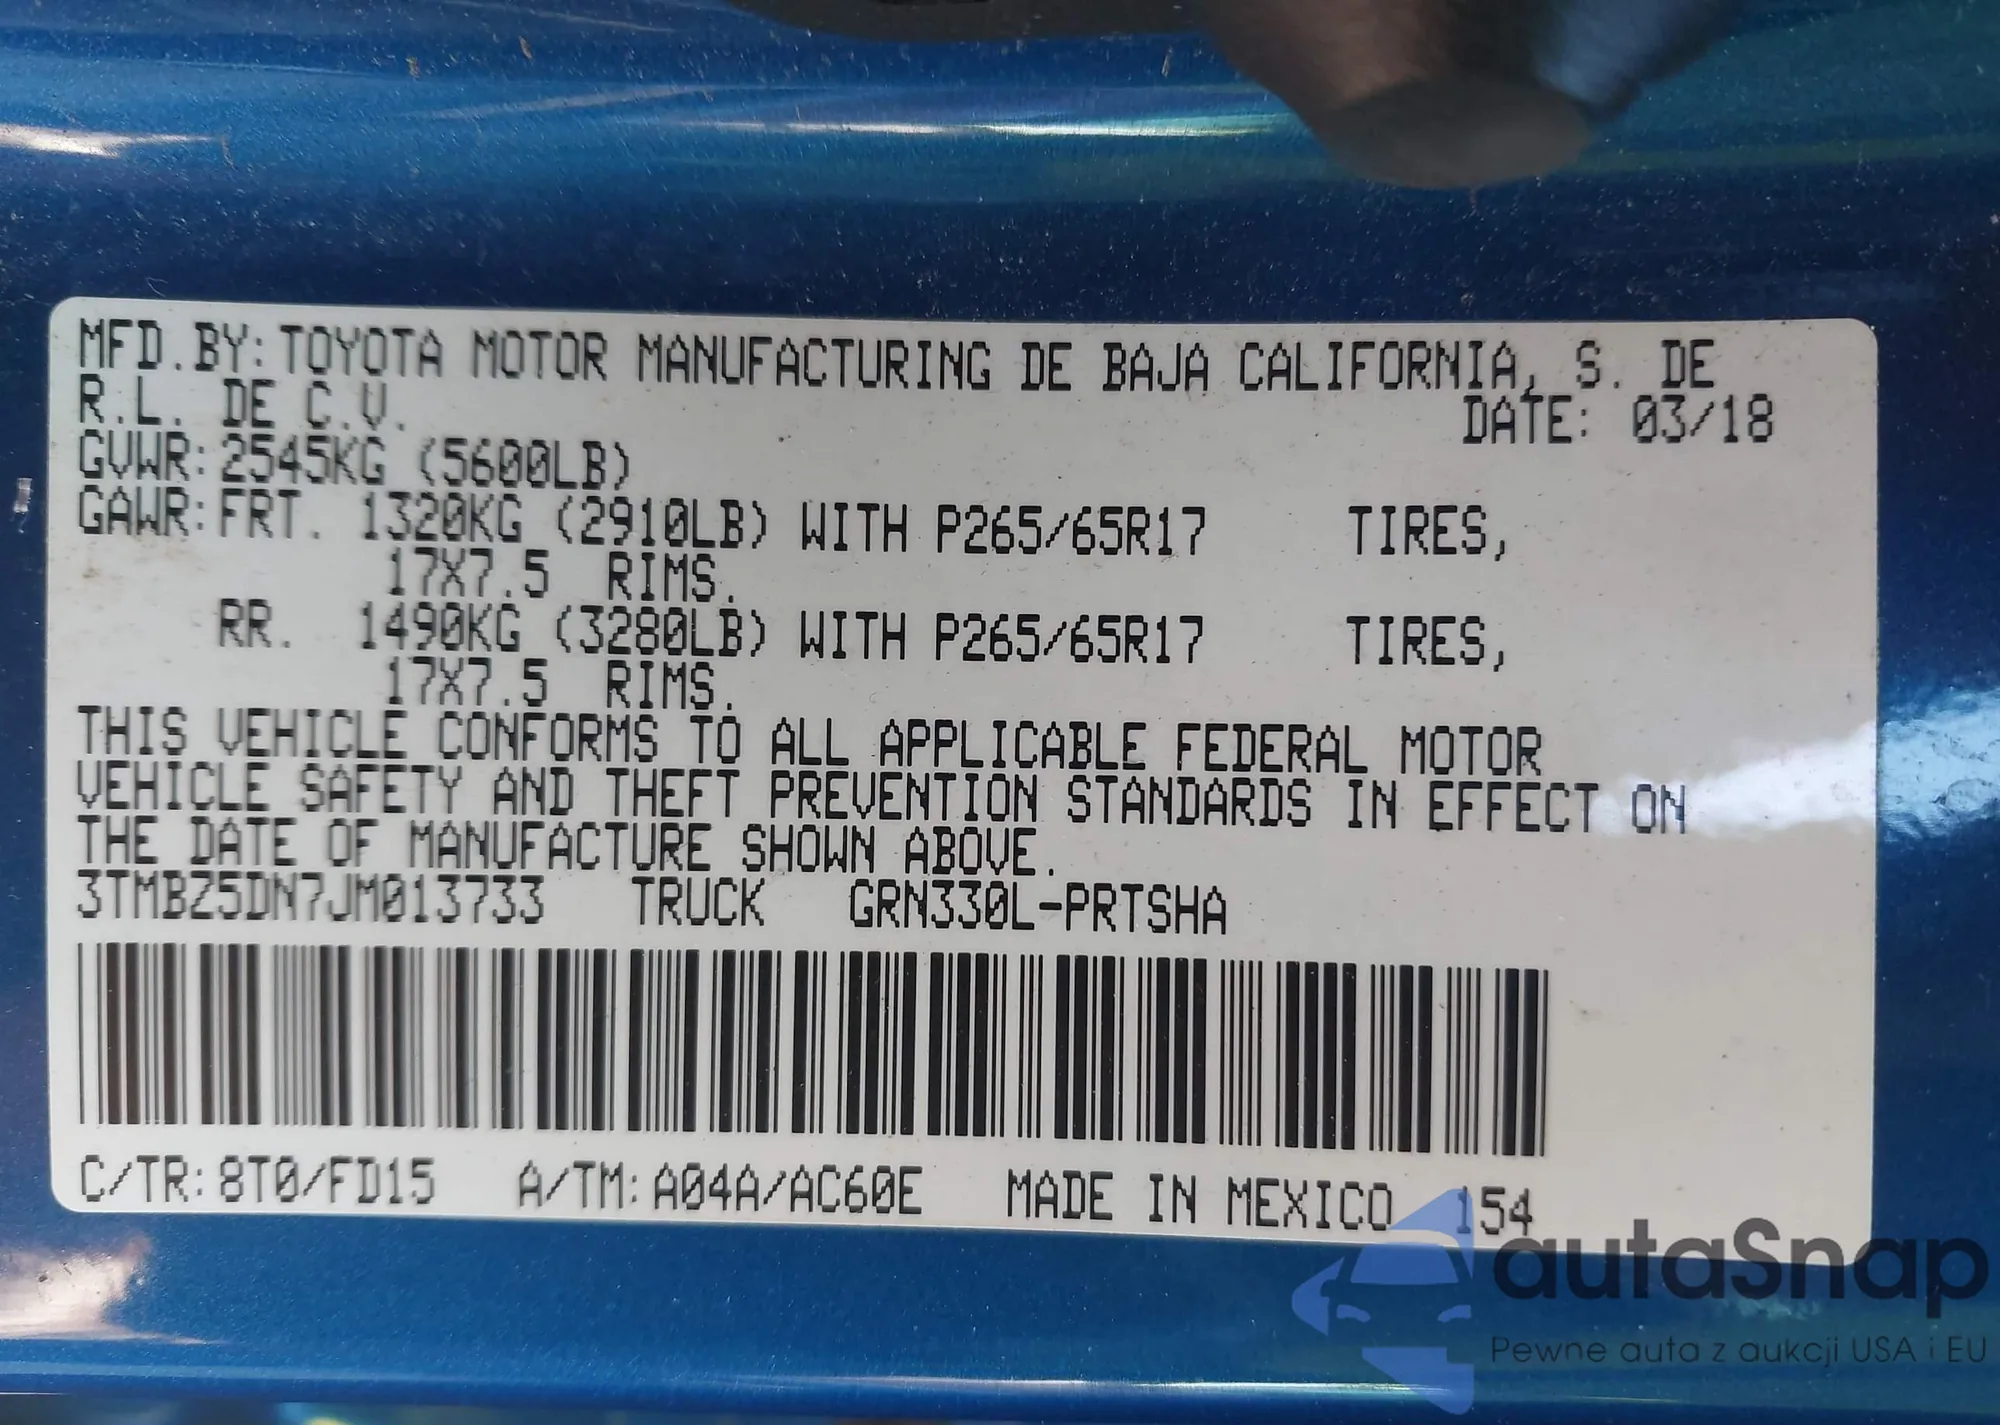 MFD.BY:TOYOTA MOTOR MANUFACTURING DE BAJA CALIFORNIA, S. DE
R.L. DE C.V.
DATE: 03/18
GVWR:2545KG (5600LB)
GAWR:FRT. 1320KG (2910LB) WITH P265/65R17 TIRES,
17X7.5 RIMS.
RR. 1490KG (3280LB) WITH P265/65R17 TIRES,
17X7.5 RIMS.
THIS VEHICLE CONFORMS TO ALL APPLICABLE FEDERAL MOTOR
VEHICLE SAFETY AND THEFT PREVENTION STANDARDS IN EFFECT ON
THE DATE OF MANUFACTURE SHOWN ABOVE.
3TMBZ5DN7JM013733 TRUCK GRN330L-PRTSHA
C/TR:8T0/FD15 A/TM:A04A/AC60E MADE IN MEXICO 154
autaSnap
Pewne auta z aukcji USA i EU